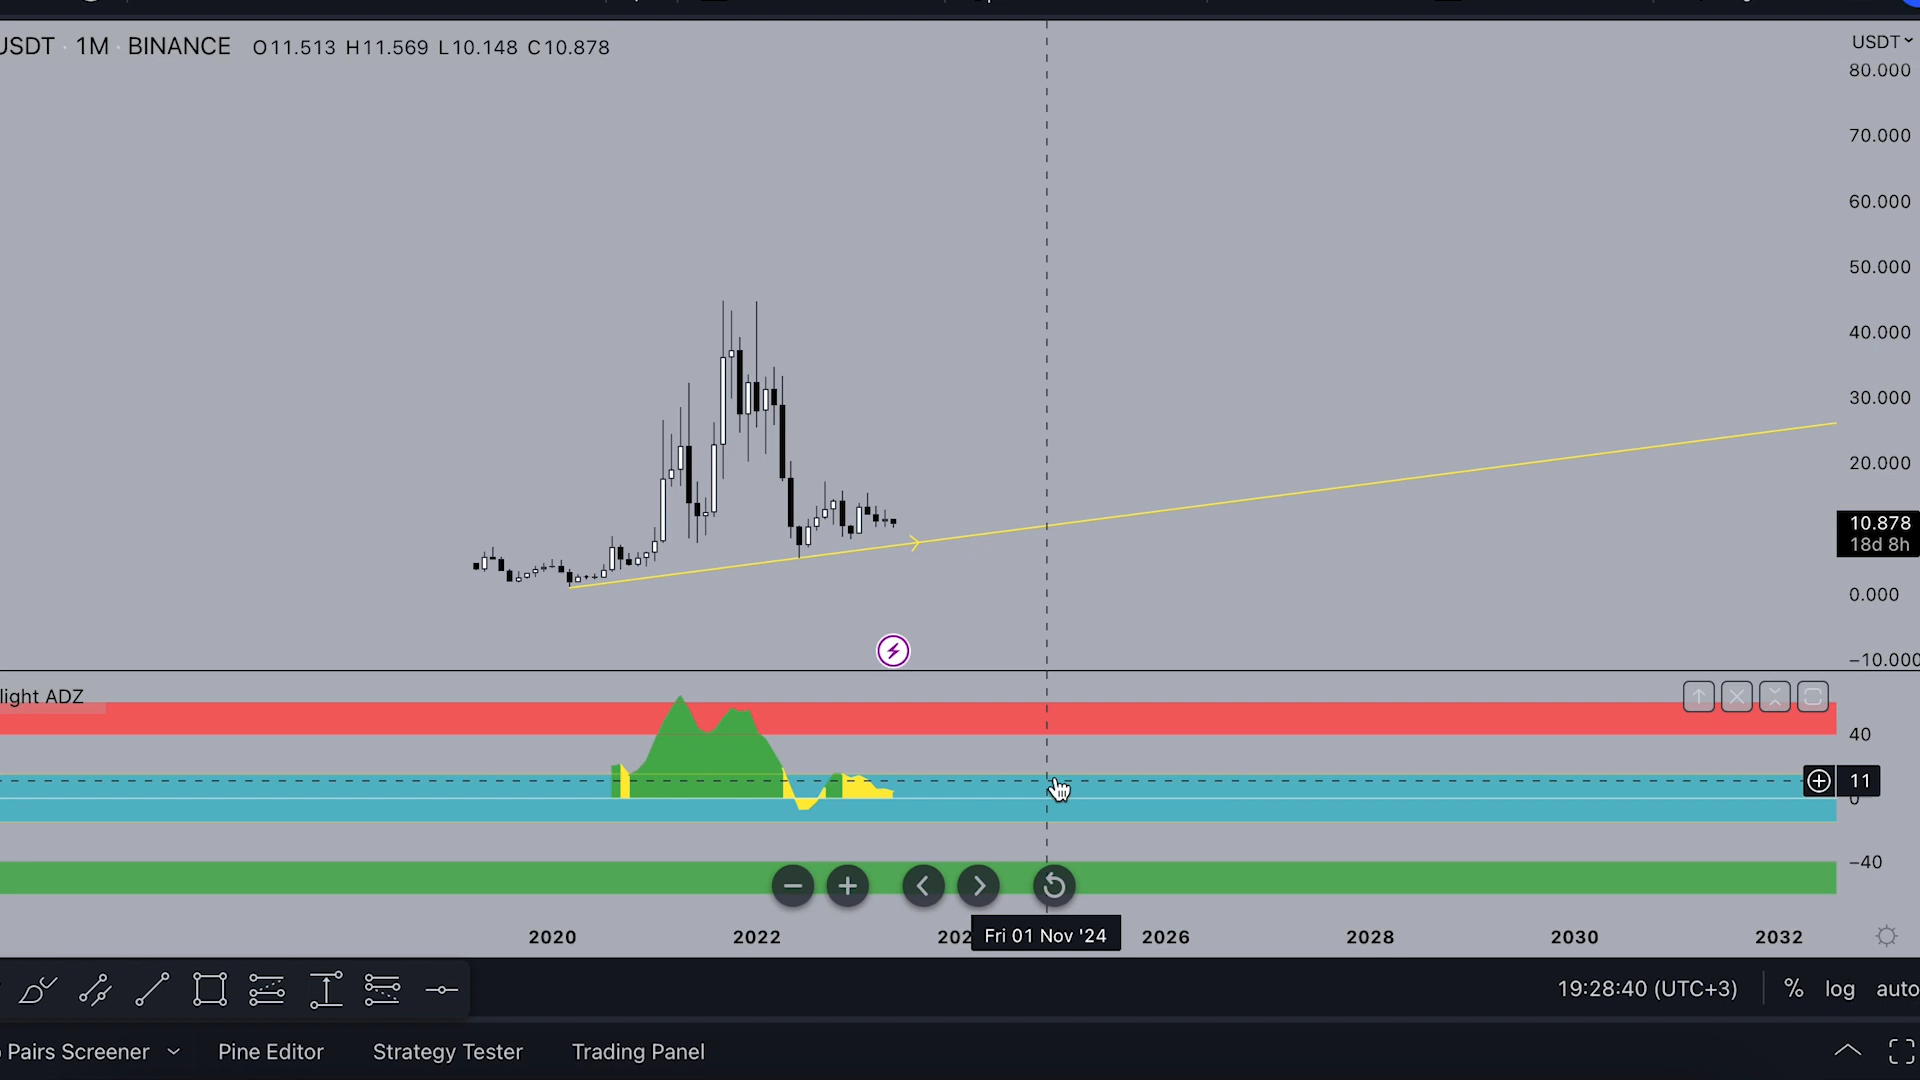 JSDT · 1M · BINANCE O11.513 H11.569 L10.148 C10.878
USDT
80.000
70.000
60.000
50.000
40.000
30.000
20.000
10.878
18d 8h
0.000
−10.000
light ADZ
40
11
0
−40
2020 2022 202 Fri 01 Nov '24 2026 2028 2030 2032
19:28:40 (UTC+3) % log auto
Pairs Screener Pine Editor Strategy Tester Trading Panel